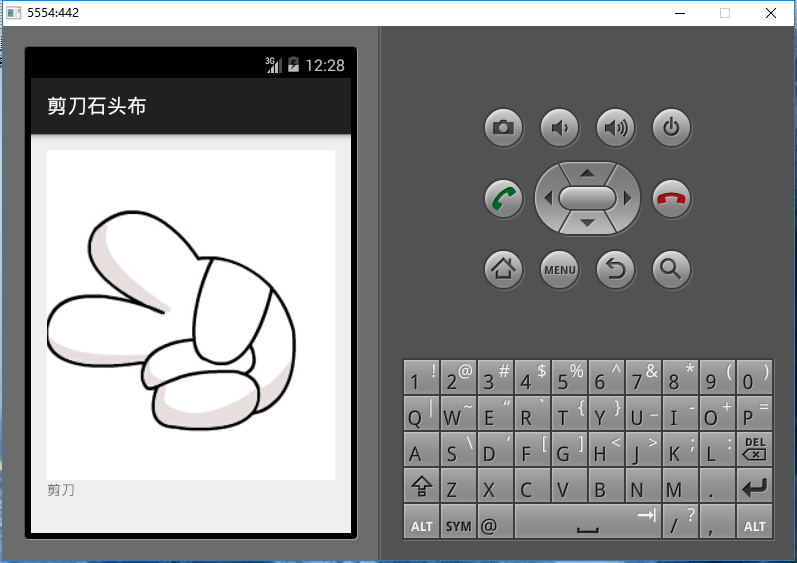 5554:442
3G 12:28
剪刀石头布
剪刀
MENU
1 ! 2 @ 3 # 4 $ 5 % 6 ^ 7 & 8 * 9 ( 0 )
Q | W ~ E “ R ` T { Y } U _ I - O + P =
A S \ D ‘ F [ G ] H < J > K ; L : DEL
Z X C V B N M .
ALT SYM @ / ? , ALT